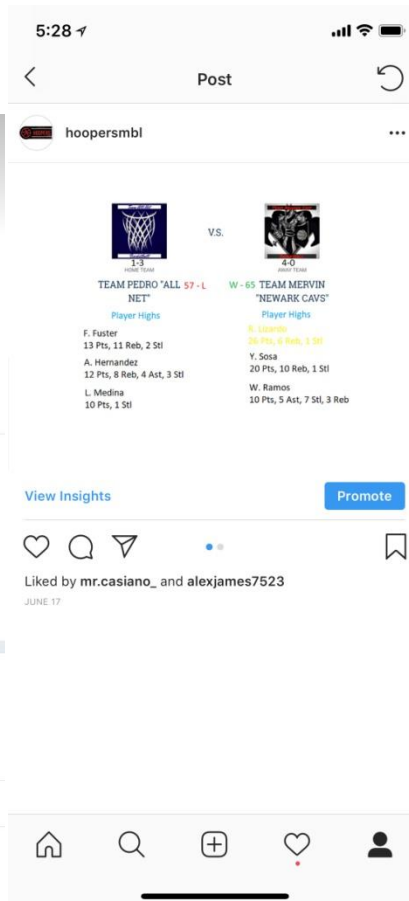 5:28
Post
hoopersmbl
V.S.
1-3
HOME TEAM
4-0
AWAY TEAM
TEAM PEDRO "ALL NET"
57 - L
W - 65
TEAM MERVIN "NEWARK CAVS"
Player Highs
F. Fuster
13 Pts, 11 Reb, 2 Stl
A. Hernandez
12 Pts, 8 Reb, 4 Ast, 3 Stl
L. Medina
10 Pts, 1 Stl
Player Highs
26 Pts, 6 Reb, 1 Stl
Y. Sosa
20 Pts, 10 Reb, 1 Stl
W. Ramos
10 Pts, 5 Ast, 7 Stl, 3 Reb
View Insights
Promote
Liked by mr.casiano_ and alexjames7523
JUNE 17